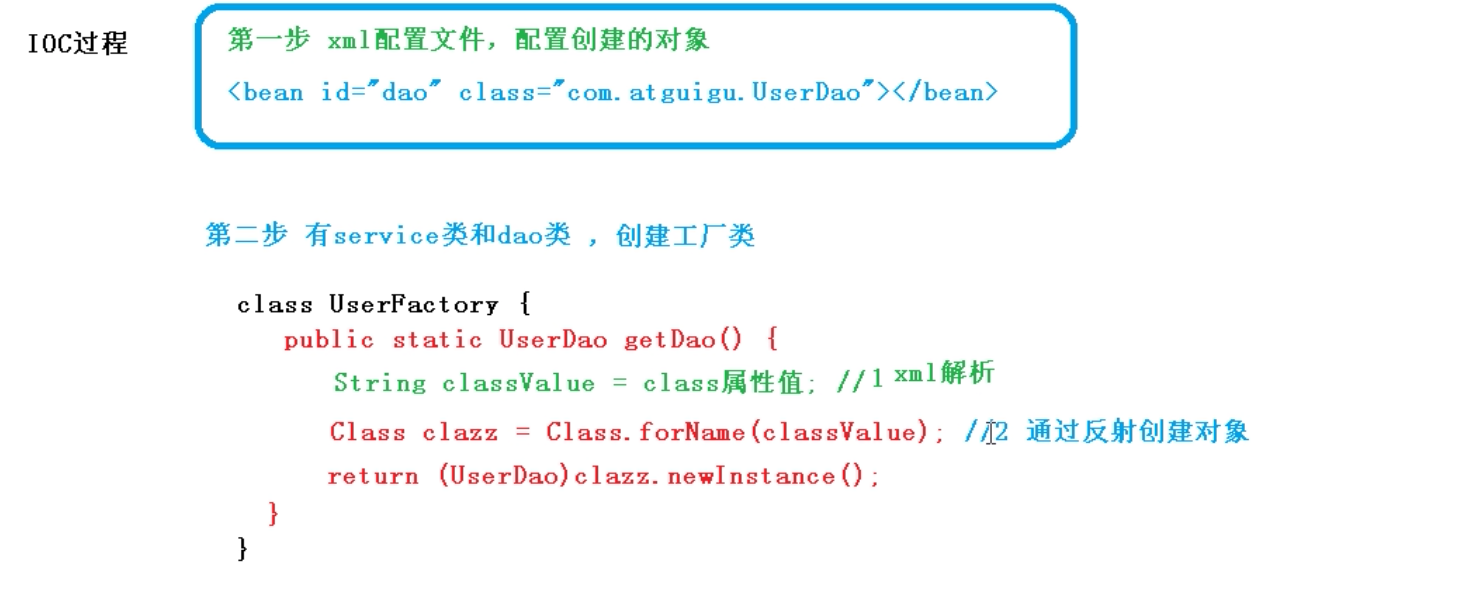 IOC过程
第一步 xml配置文件，配置创建的对象
<bean id="dao" class="com.atguigu.UserDao"></bean>
第二步 有service类和dao类 ，创建工厂类
class UserFactory {
public static UserDao getDao() {
String classValue = class属性值; //1 xml解析
Class clazz = Class.forName(classValue); //2 通过反射创建对象
return (UserDao)clazz.newInstance();
}
}